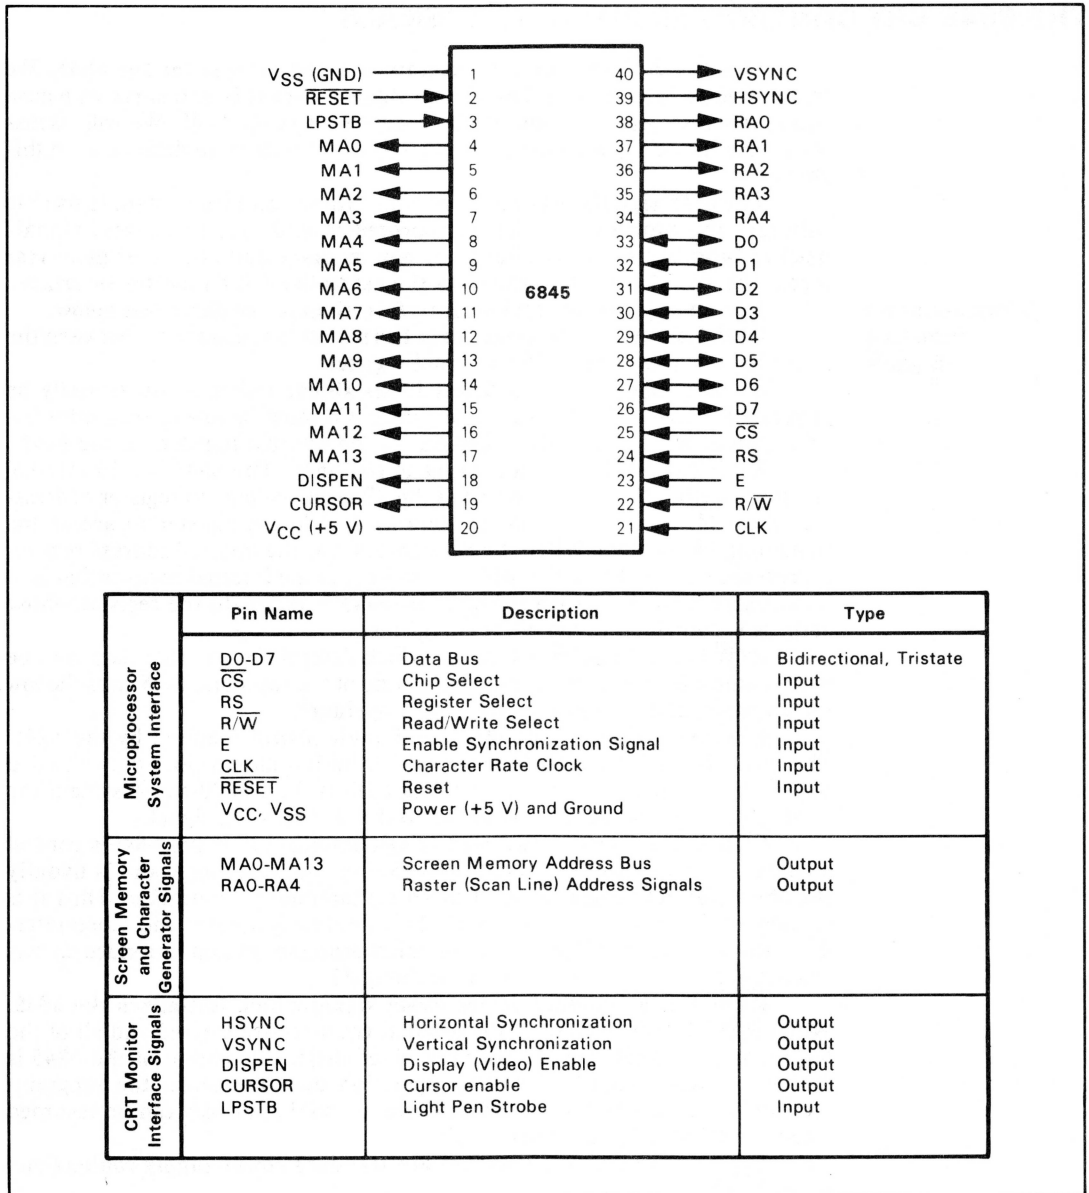 VSS (GND) 1 40 VSYNC
RESET 2 39 HSYNC
LPSTB 3 38 RA0
MA0 4 37 RA1
MA1 5 36 RA2
MA2 6 35 RA3
MA3 7 34 RA4
MA4 8 33 D0
MA5 9 32 D1
MA6 10 31 D2
MA7 11 30 D3
MA8 12 29 D4
MA9 13 28 D5
MA10 14 27 D6
MA11 15 26 D7
MA12 16 25 CS
MA13 17 24 RS
DISPEN 18 23 E
CURSOR 19 22 R/W
VCC (+5 V) 20 21 CLK
6845
Pin Name Description Type
Microprocessor
System Interface
D0-D7 Data Bus Bidirectional, Tristate
CS Chip Select Input
RS Register Select Input
R/W Read/Write Select Input
E Enable Synchronization Signal Input
CLK Character Rate Clock Input
RESET Reset Input
VCC, VSS Power (+5 V) and Ground
Screen Memory
and Character
Generator Signals
MA0-MA13 Screen Memory Address Bus Output
RA0-RA4 Raster (Scan Line) Address Signals Output
CRT Monitor
Interface Signals
HSYNC Horizontal Synchronization Output
VSYNC Vertical Synchronization Output
DISPEN Display (Video) Enable Output
CURSOR Cursor enable Output
LPSTB Light Pen Strobe Input